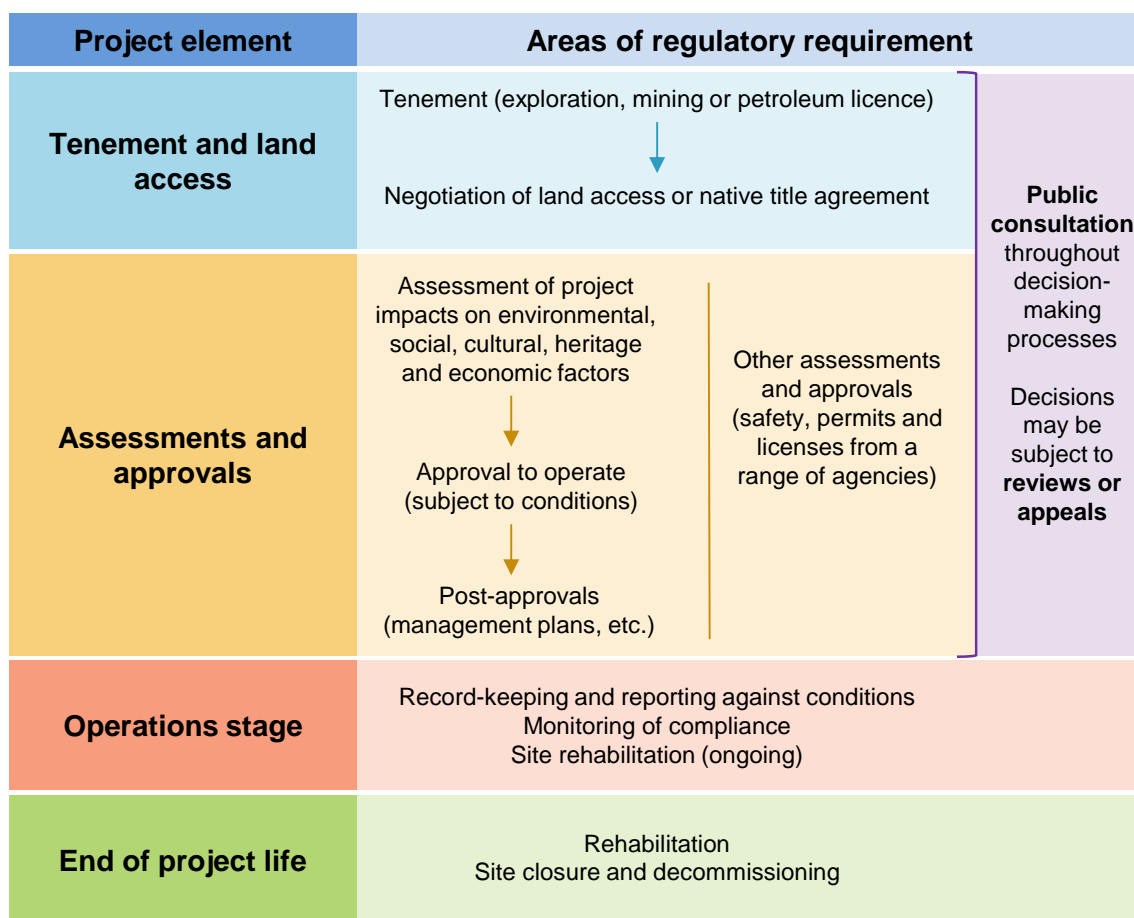 Project element
Areas of regulatory requirement
Tenement and land
access
Tenement (exploration, mining or petroleum licence)
Negotiation of land access or native title agreement
Assessments and
approvals
Assessment of project
impacts on environmental,
social, cultural, heritage
and economic factors
Approval to operate
(subject to conditions)
Post-approvals
(management plans, etc.)
Other assessments
and approvals
(safety, permits and
licenses from a
range of agencies)
Public
consultation
throughout
decision-
making
processes
Decisions
may be
subject to
reviews or
appeals
Operations stage
Record-keeping and reporting against conditions
Monitoring of compliance
Site rehabilitation (ongoing)
End of project life
Rehabilitation
Site closure and decommissioning